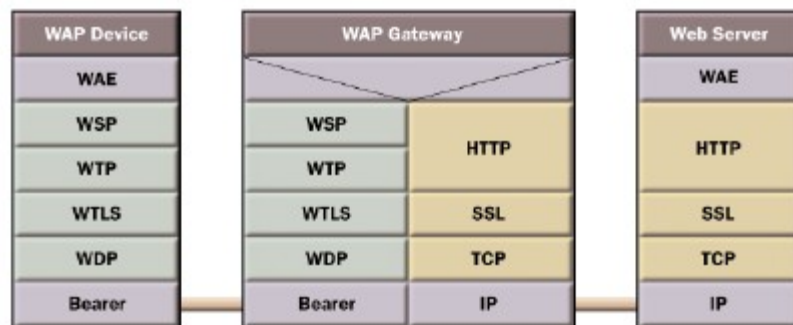 WAP Device
WAE
WSP
WTP
WTLS
WDP
Bearer
WAP Gateway
WSP
WTP
WTLS
WDP
Bearer
HTTP
SSL
TCP
IP
Web Server
WAE
HTTP
SSL
TCP
IP